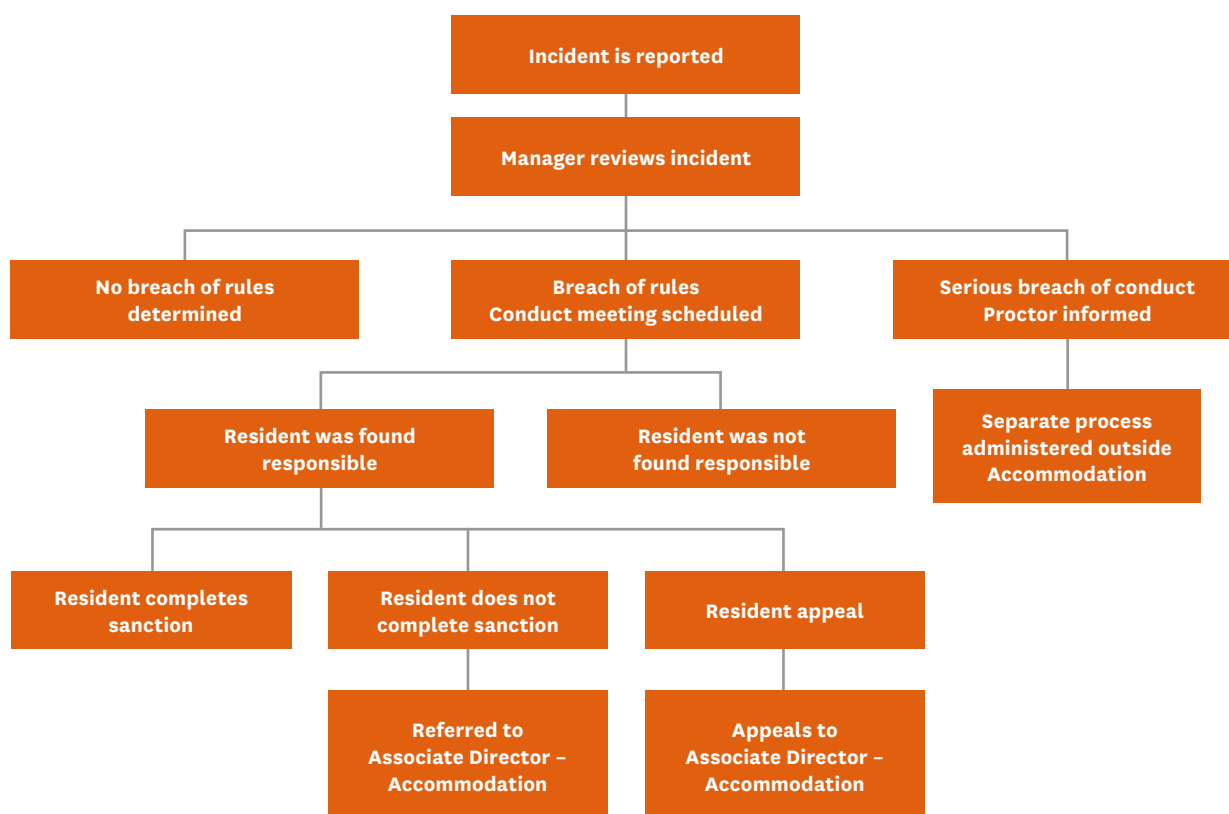 Incident is reported
Manager reviews incident
No breach of rules
determined
Breach of rules
Conduct meeting scheduled
Serious breach of conduct
Proctor informed
Resident was found
responsible
Resident was not
found responsible
Separate process
administered outside
Accommodation
Resident completes
sanction
Resident does not
complete sanction
Resident appeal
Referred to
Associate Director –
Accommodation
Appeals to
Associate Director –
Accommodation